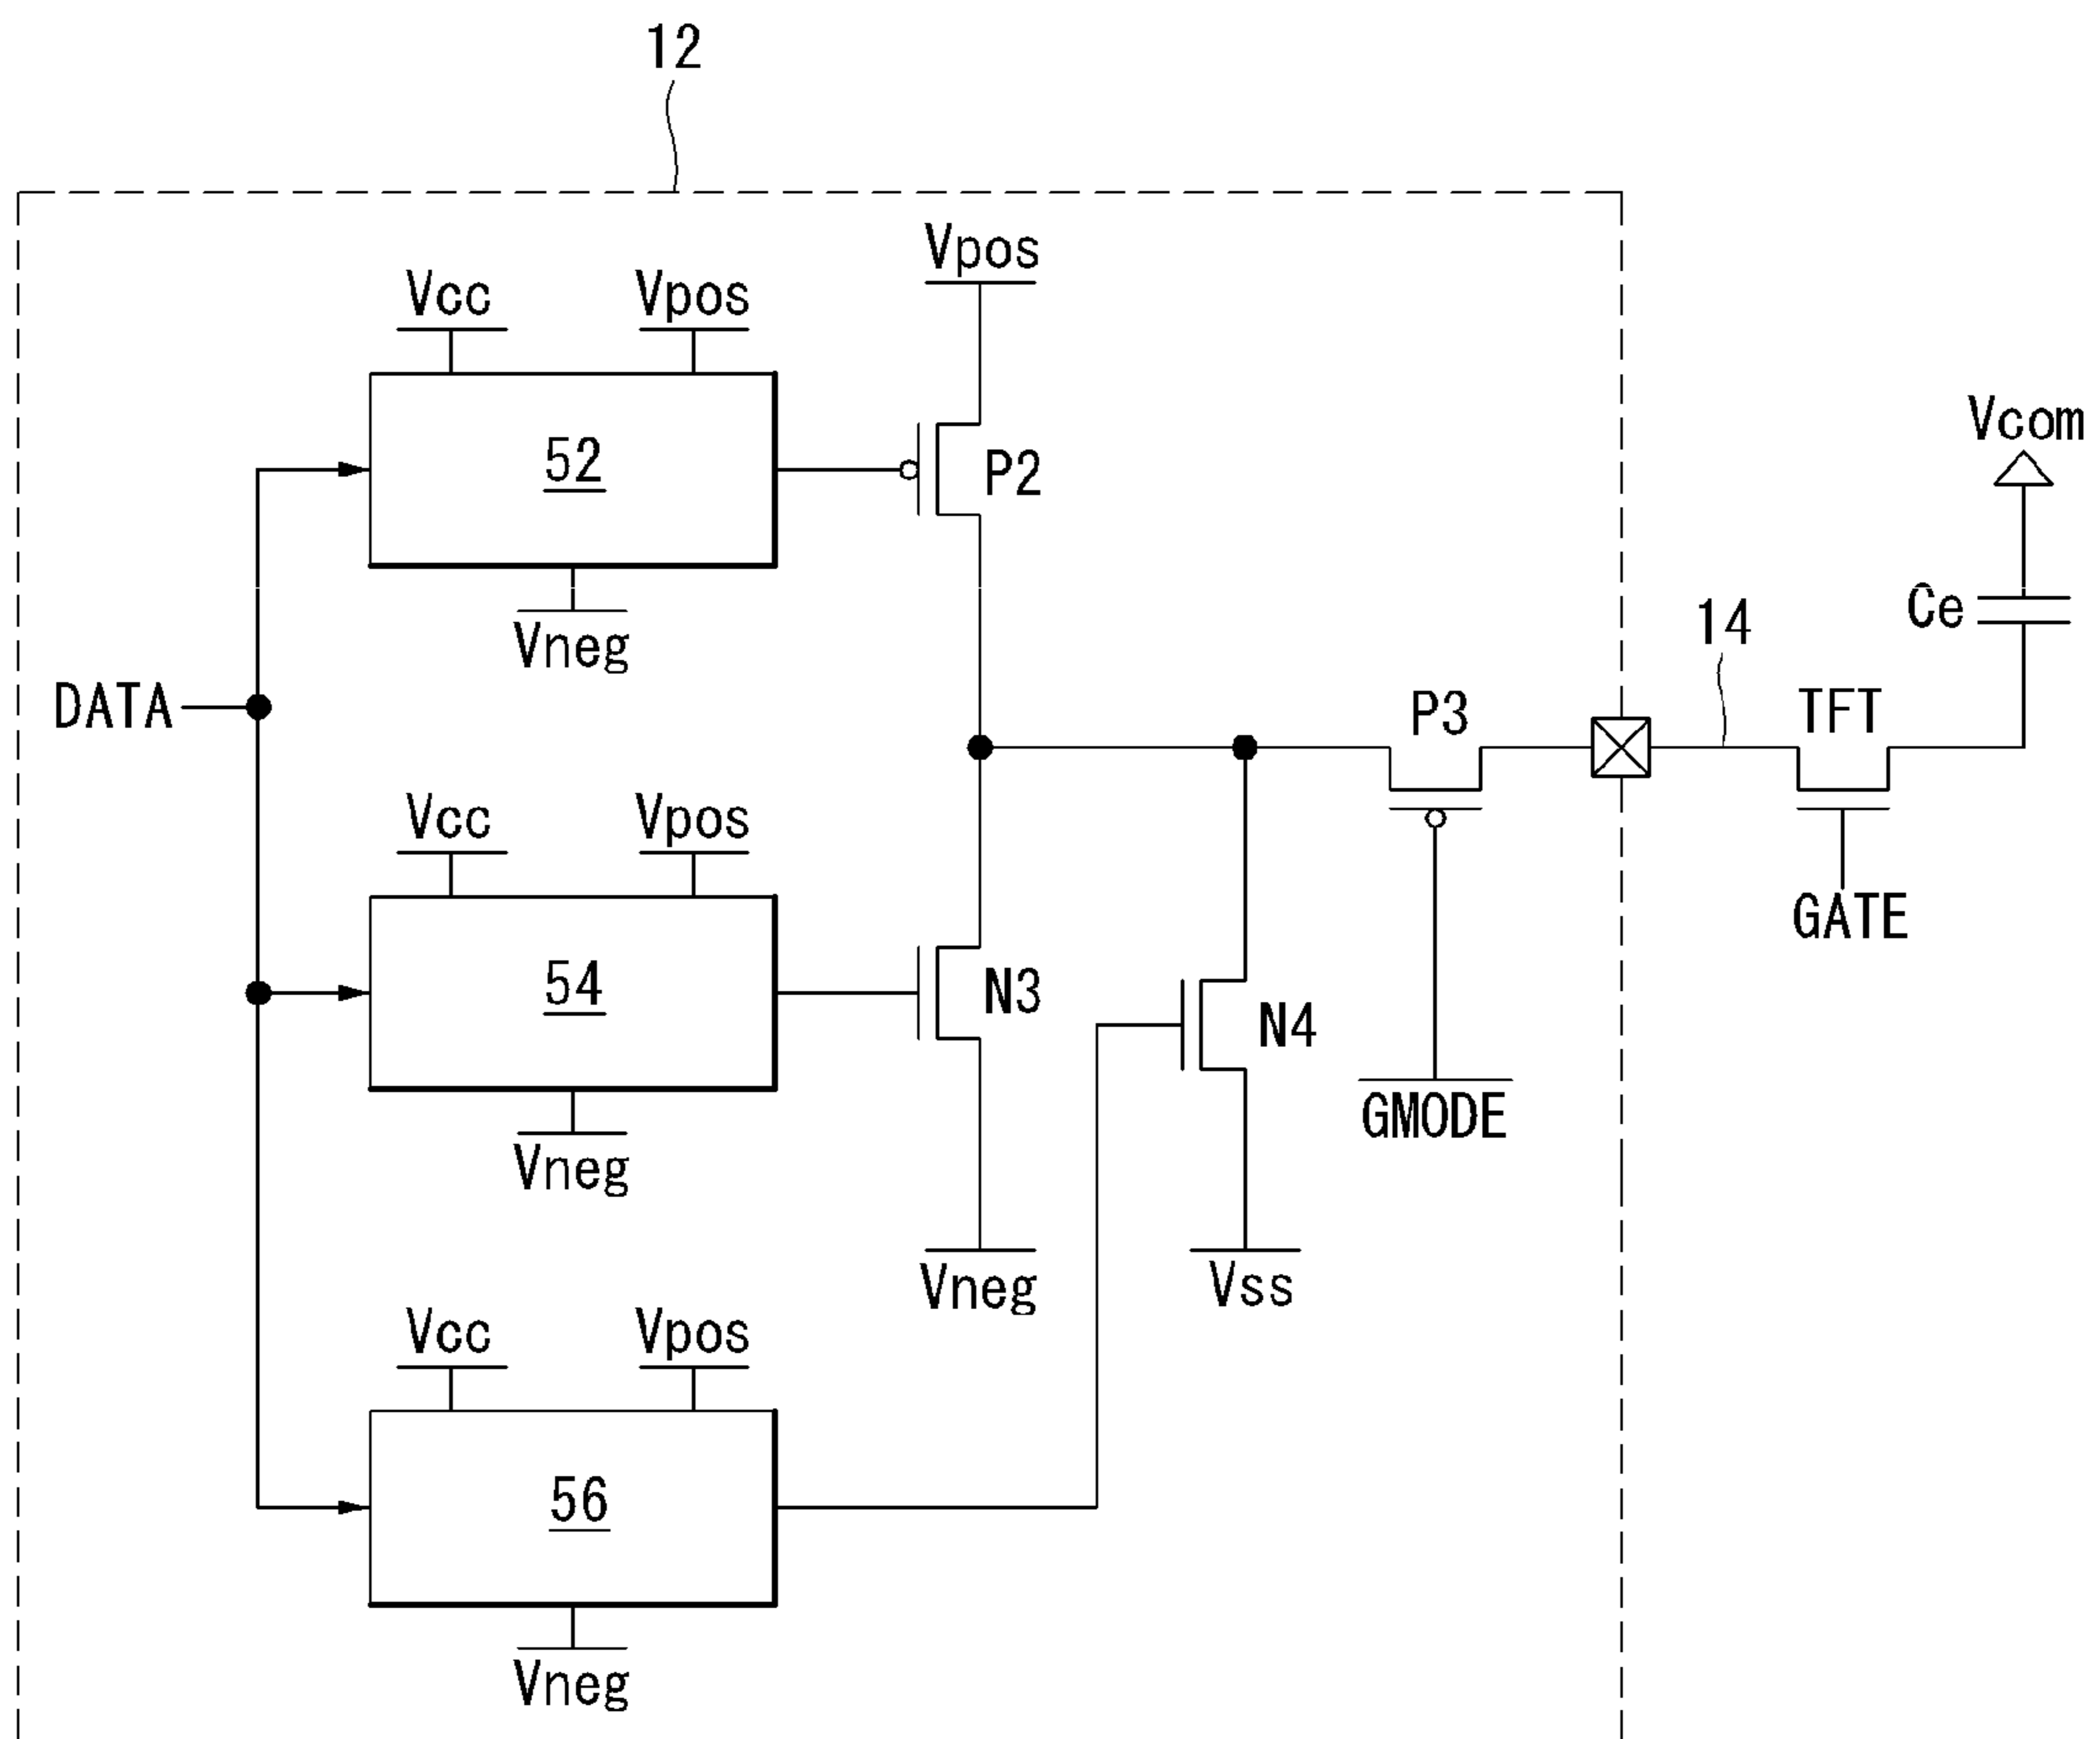 12
Vpos
Vcc Vpos
52
P2
Vneg
Vcom
Ce
14
DATA
P3
TFT
Vcc Vpos
GATE
54
N3
N4
GMODE
Vneg
Vneg
Vss
Vcc Vpos
56
Vneg